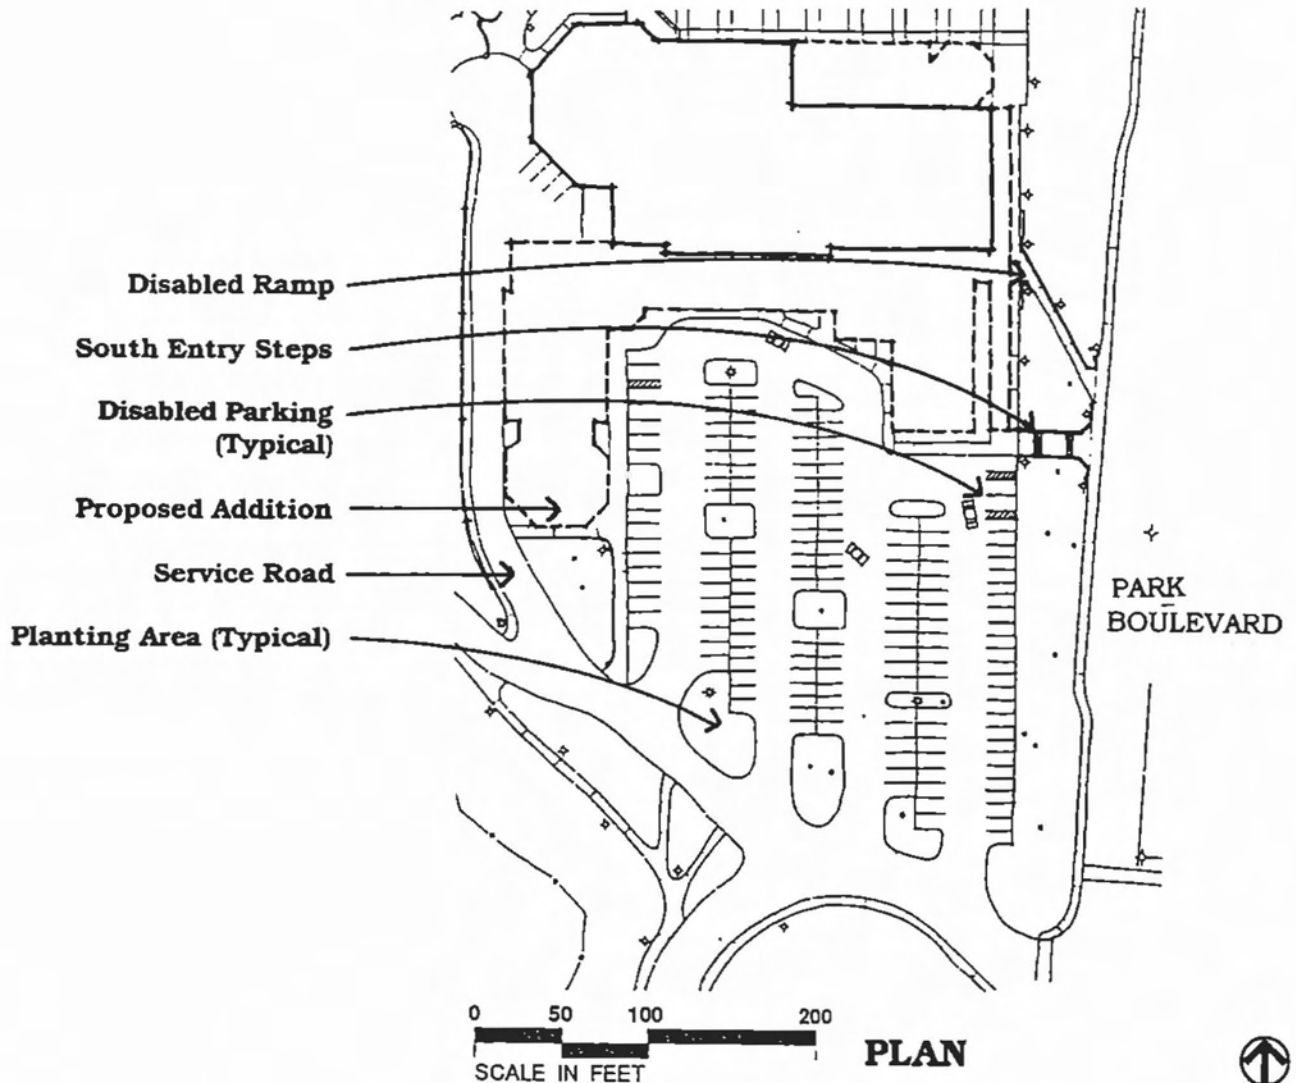 Disabled Ramp
South Entry Steps
Disabled Parking
(Typical)
Proposed Addition
Service Road
Planting Area (Typical)
PARK
BOULEVARD
0 50 100 200
SCALE IN FEET
PLAN